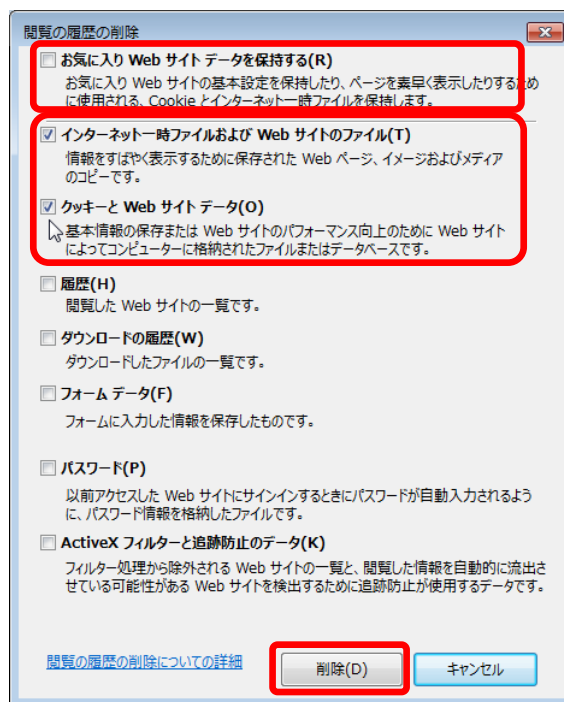 閲覧の履歴の削除
お気に入り Web サイト データを保持する(R)
お気に入り Web サイトの基本設定を保持したり、ページを素早く表示したりするため
に使用される、Cookie とインターネット一時ファイルを保持します。
インターネット一時ファイルおよび Web サイトのファイル(T)
情報をすばやく表示するために保存された Web ページ、イメージおよびメディア
のコピーです。
クッキーと Web サイト データ(O)
基本情報の保存または Web サイトのパフォーマンス向上のために Web サイト
によってコンピューターに格納されたファイルまたはデータベースです。
履歴(H)
閲覧した Web サイトの一覧です。
ダウンロードの履歴(W)
ダウンロードしたファイルの一覧です。
フォーム データ(F)
フォームに入力した情報を保存したものです。
パスワード(P)
以前アクセスした Web サイトにサインインするときにパスワードが自動入力されるよう
に、パスワード情報を格納したファイルです。
ActiveX フィルターと追跡防止のデータ(K)
フィルター処理から除外される Web サイトの一覧と、閲覧した情報を自動的に流出さ
せている可能性がある Web サイトを検出するために追跡防止が使用するデータです。
閲覧の履歴の削除についての詳細
削除(D)
キャンセル